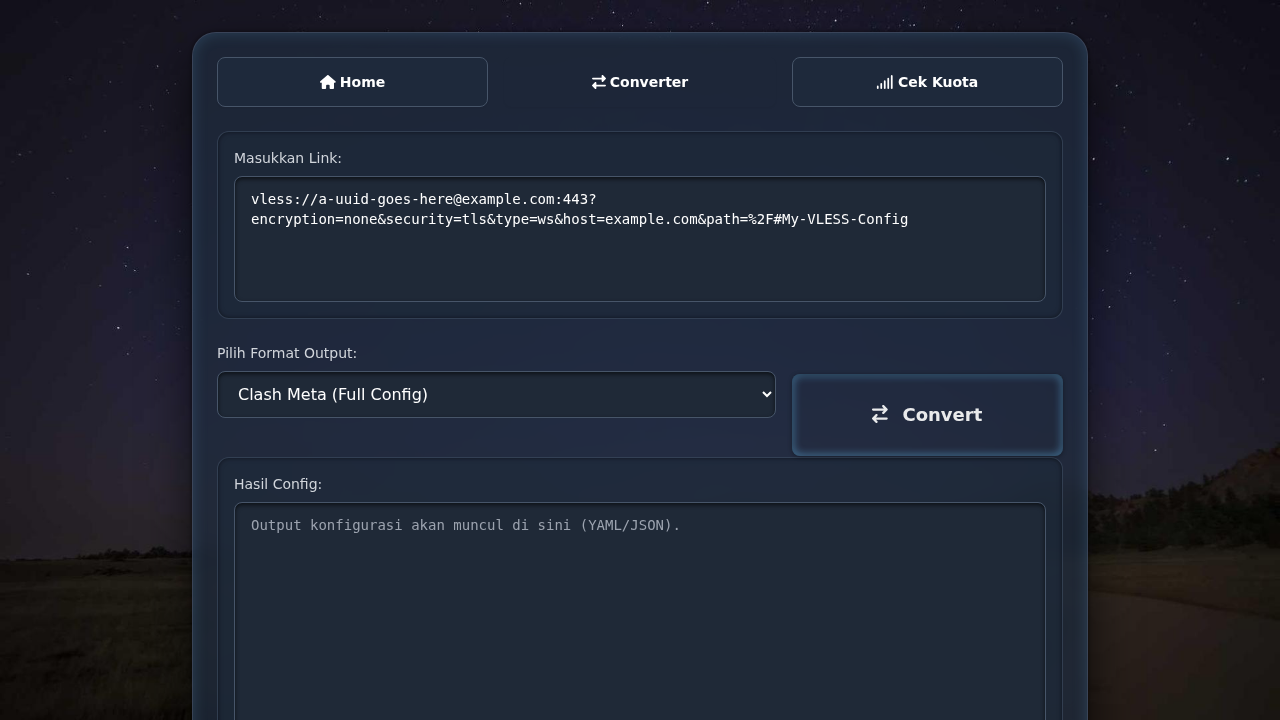 Home
Converter
Cek Kuota
Masukkan Link:
vless://a-uuid-goes-here@example.com:443?
encryption=none&security=tls&type=ws&host=example.com&path=%2F#My-VLESS-Config
Pilih Format Output:
Clash Meta (Full Config)
Convert
Hasil Config:
Output konfigurasi akan muncul di sini (YAML/JSON).